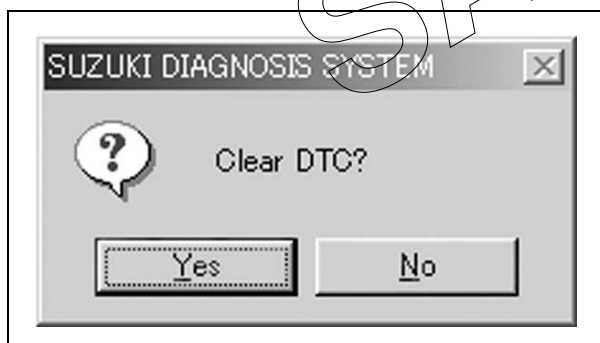 SUZUKI DIAGNOSIS SYSTEM
?
Clear DTC?
Yes
No